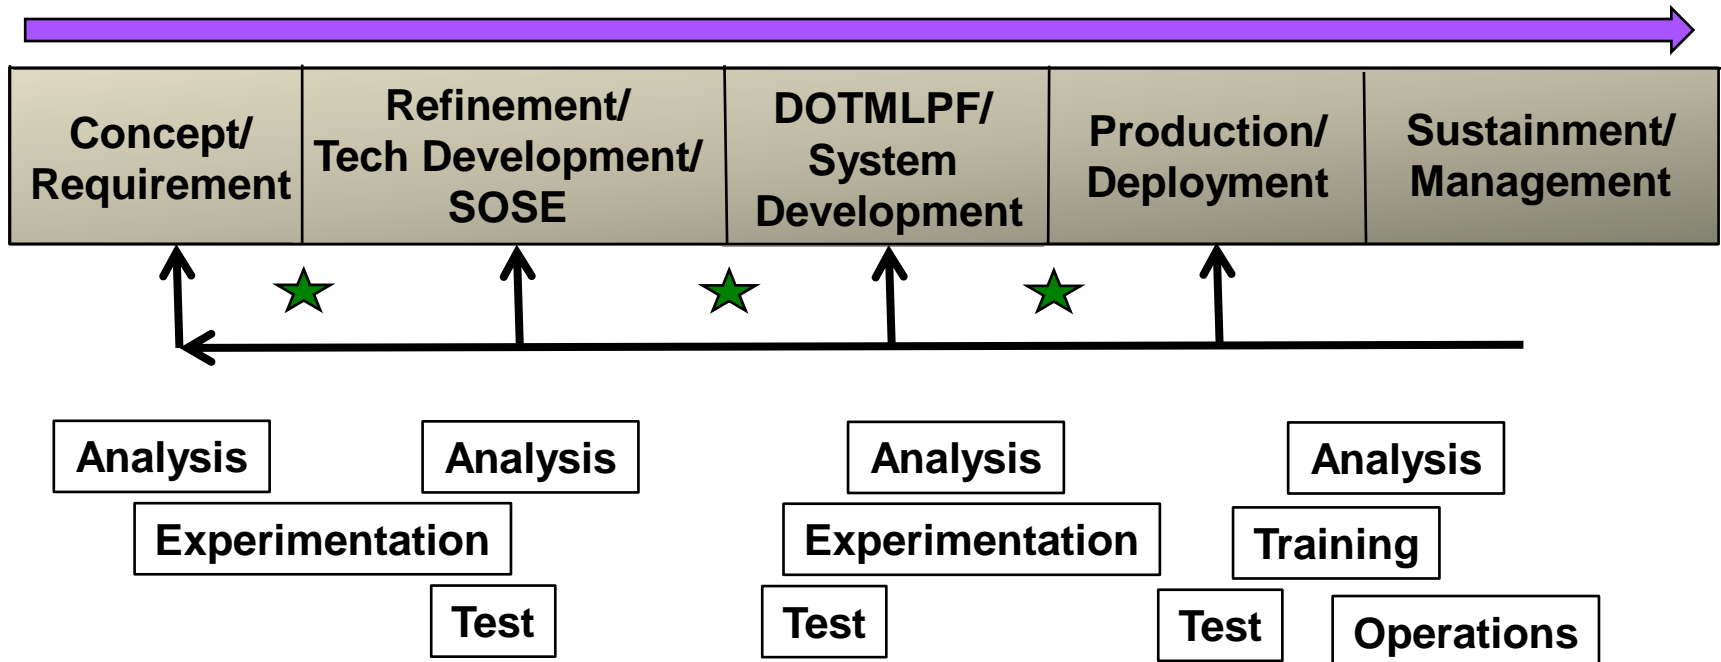 Concept/
Requirement
Refinement/
Tech Development/
SOSE
DOTMLPF/
System
Development
Production/
Deployment
Sustainment/
Management
Analysis
Analysis
Analysis
Analysis
Experimentation
Experimentation
Training
Test
Test
Test
Operations